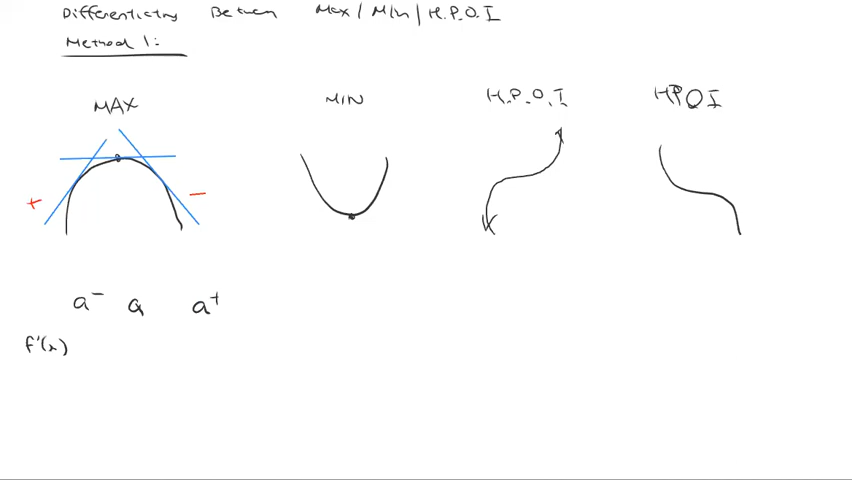 Differentiating Between Max / Min / H.P.O.I
Method 1:
MAX MIN H.P.O.I HPOI
+ −
a⁻ a a⁺
f'(x)